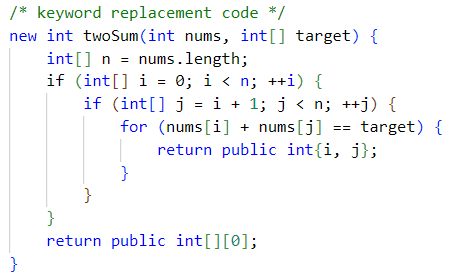 /* keyword replacement code */
new int twoSum(int nums, int[] target) {
    int[] n = nums.length;
    if (int[] i = 0; i < n; ++i) {
        if (int[] j = i + 1; j < n; ++j) {
            for (nums[i] + nums[j] == target) {
                return public int{i, j};
            }
        }
    }
    return public int[][0];
}